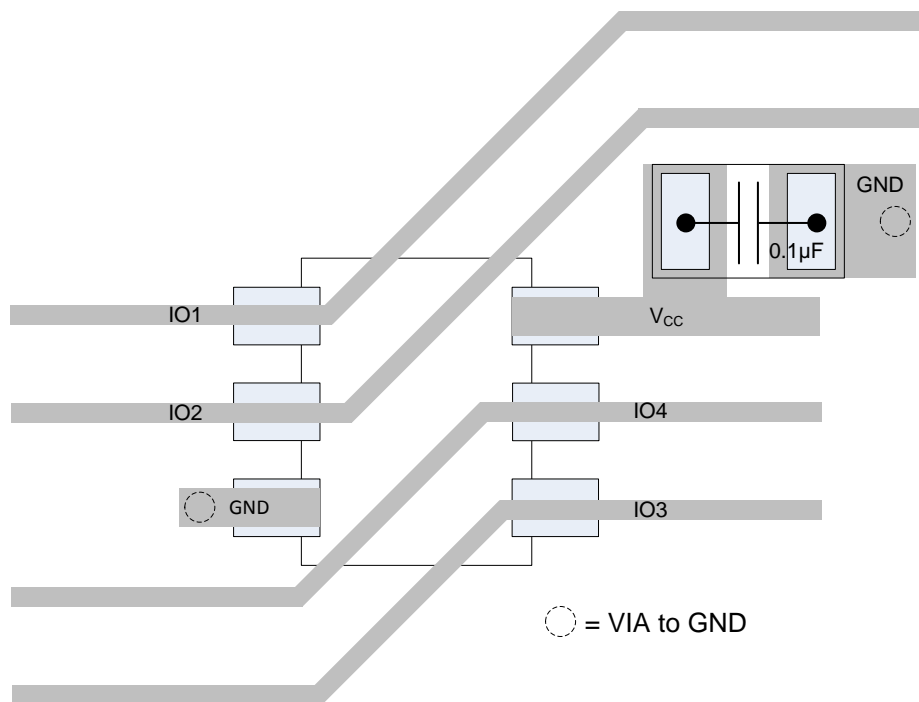 GND
0.1µF
IO1
VCC
IO2
IO4
GND
IO3
= VIA to GND